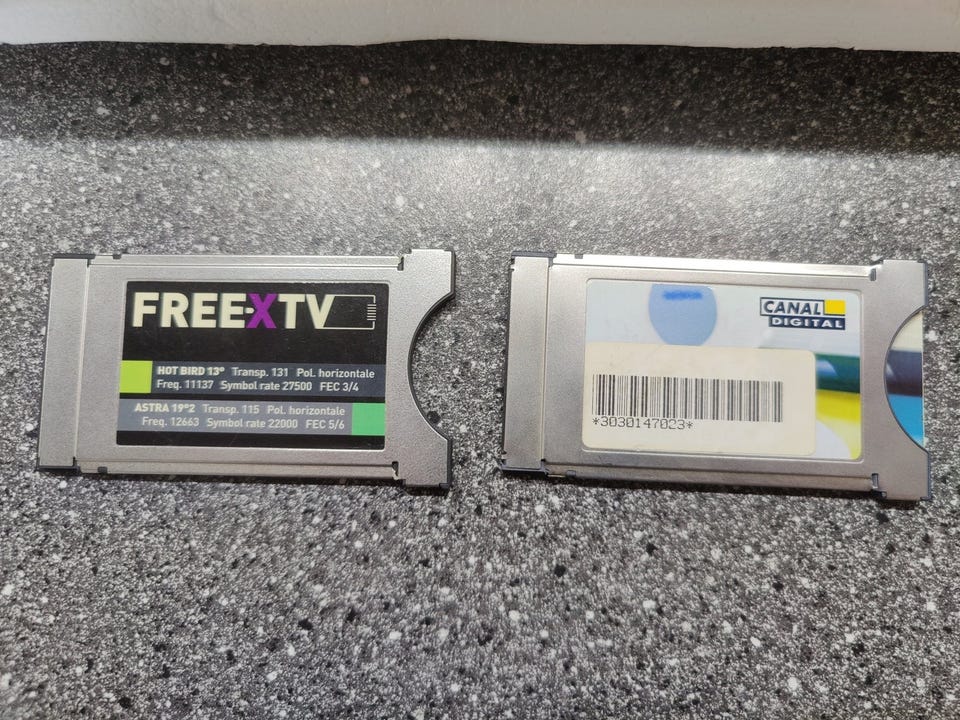 FREE-XTV
HOT BIRD 13° Transp. 131 Pol. horizontale
Freq. 11137 Symbol rate 27500 FEC 3/4
ASTRA 19°2 Transp. 115 Pol. horizontale
Freq. 12663 Symbol rate 22000 FEC 5/6
CANAL
DIGITAL
*3030147023*